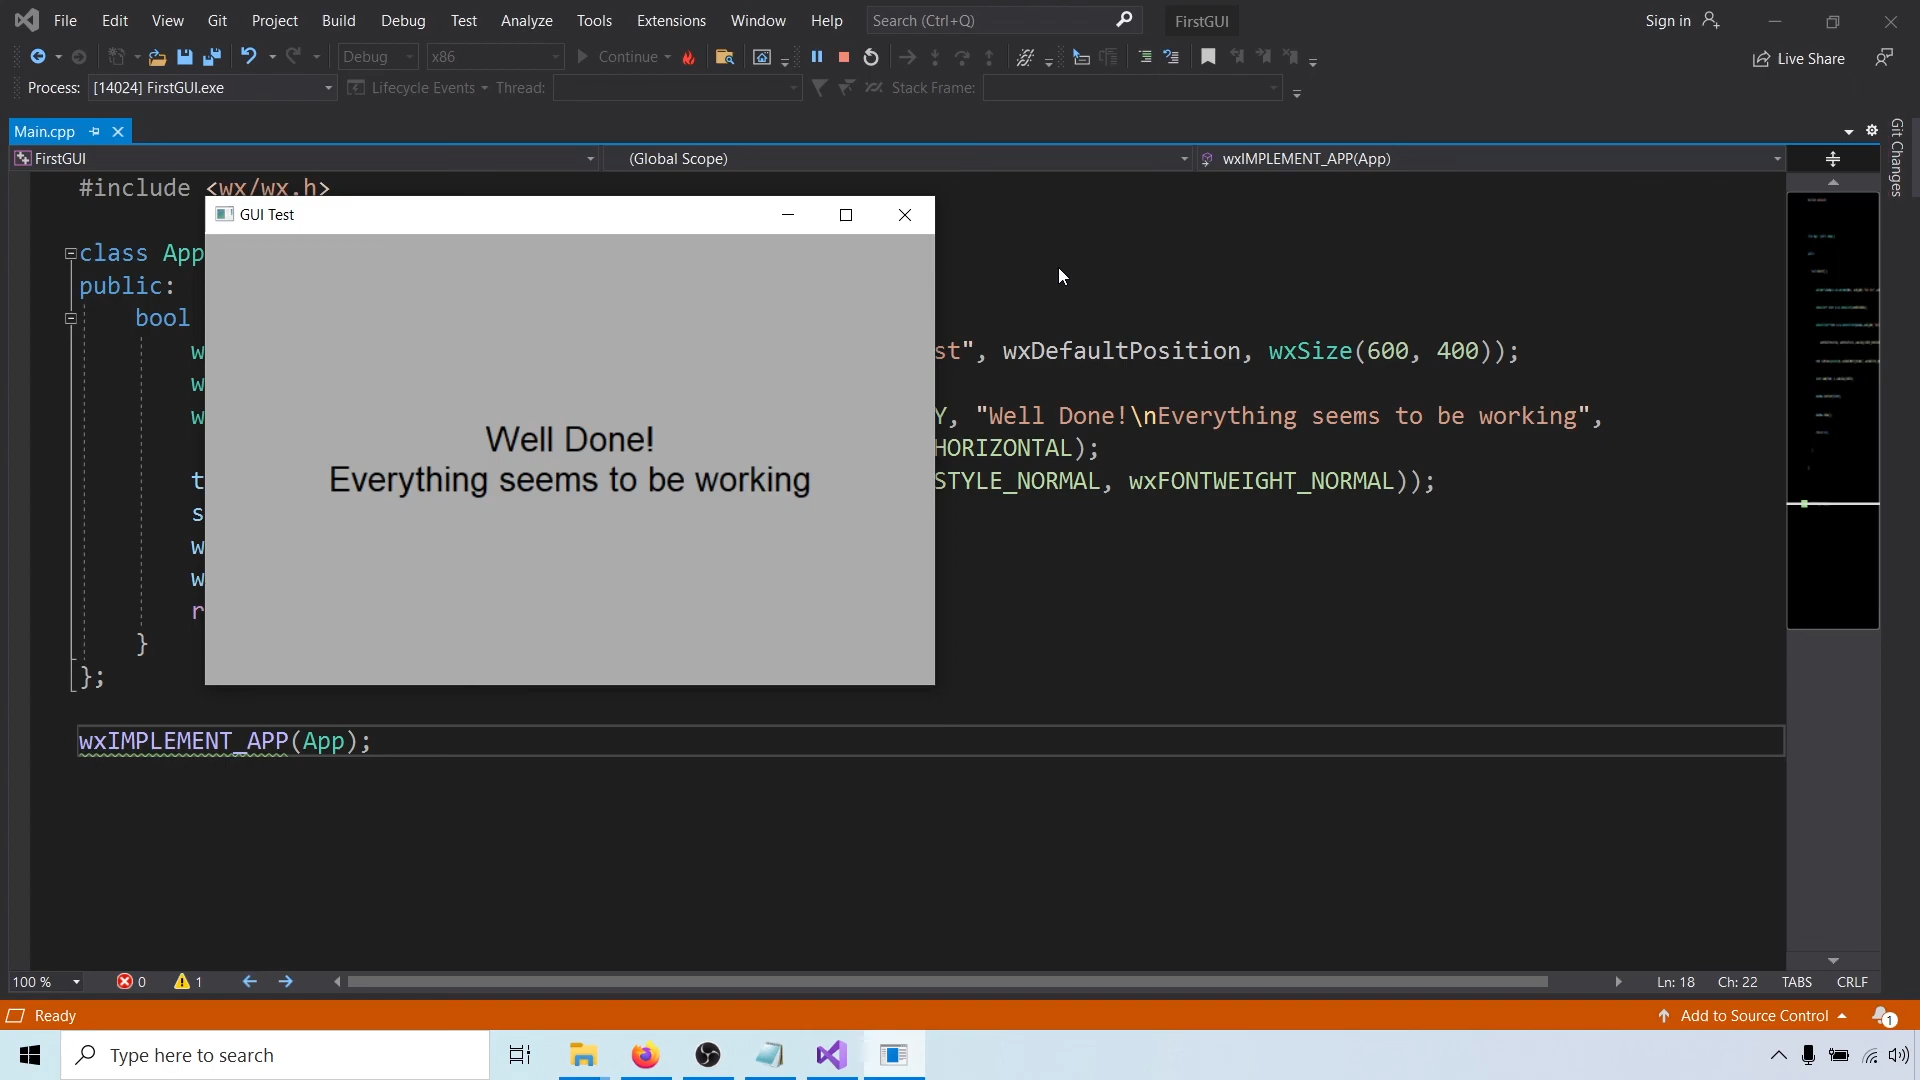 File Edit View Git Project Build Debug Test Analyze Tools Extensions Window Help Search (Ctrl+Q) FirstGUI Sign in
Debug x86 Continue Live Share
Process: [14024] FirstGUI.exe Lifecycle Events Thread: Stack Frame:
Main.cpp
FirstGUI (Global Scope) wxIMPLEMENT_APP(App)
Git Changes
#include <wx/wx.h>
GUI Test
class App
public:
bool
w st", wxDefaultPosition, wxSize(600, 400));
w
w Y, "Well Done!\nEverything seems to be working",
HORIZONTAL);
t STYLE_NORMAL, wxFONTWEIGHT_NORMAL));
s
w
w
r
}
};
Well Done!
Everything seems to be working
wxIMPLEMENT_APP(App);
100 % 0 1 Ln: 18 Ch: 22 TABS CRLF
Ready Add to Source Control 1
Type here to search